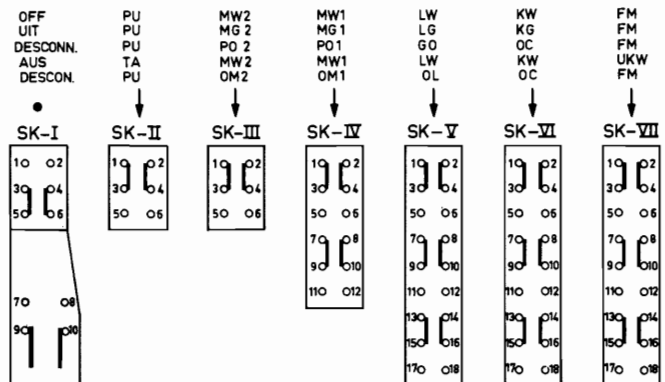 OFF PU MW2 MW1 LW KW FM
UIT PU MG 2 MG 1 LG KG FM
DESCONN. PU PO 2 PO 1 GO OC FM
AUS TA MW2 MW1 LW KW UKW
DESCON. PU OM2 OM1 OL OC FM
SK-I SK-II SK-III SK-IV SK-V SK-VI SK-VII
1 2 1 2 1 2 1 2 1 2 1 2 1 2
3 4 3 4 3 4 3 4 3 4 3 4 3 4
5 6 5 6 5 6 5 6 5 6 5 6 5 6
7 8 7 8 7 8 7 8
9 10 9 10 9 10 9 10
7 8 11 12 11 12 11 12 11 12
9 10 13 14 13 14 13 14
15 16 15 16 15 16
17 18 17 18 17 18